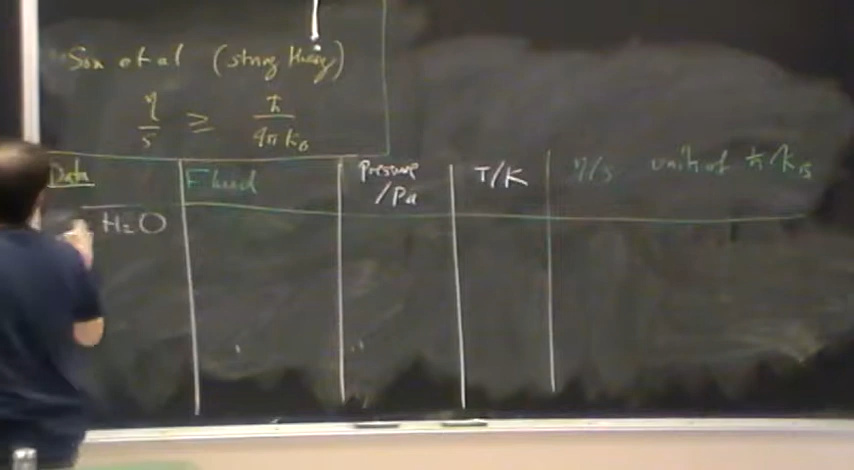 Son et al (string theory)
η/s ≥ ħ/4πk_B
Data Fluid Pressure /Pa T/K η/s units of ħ/k_B
H₂O